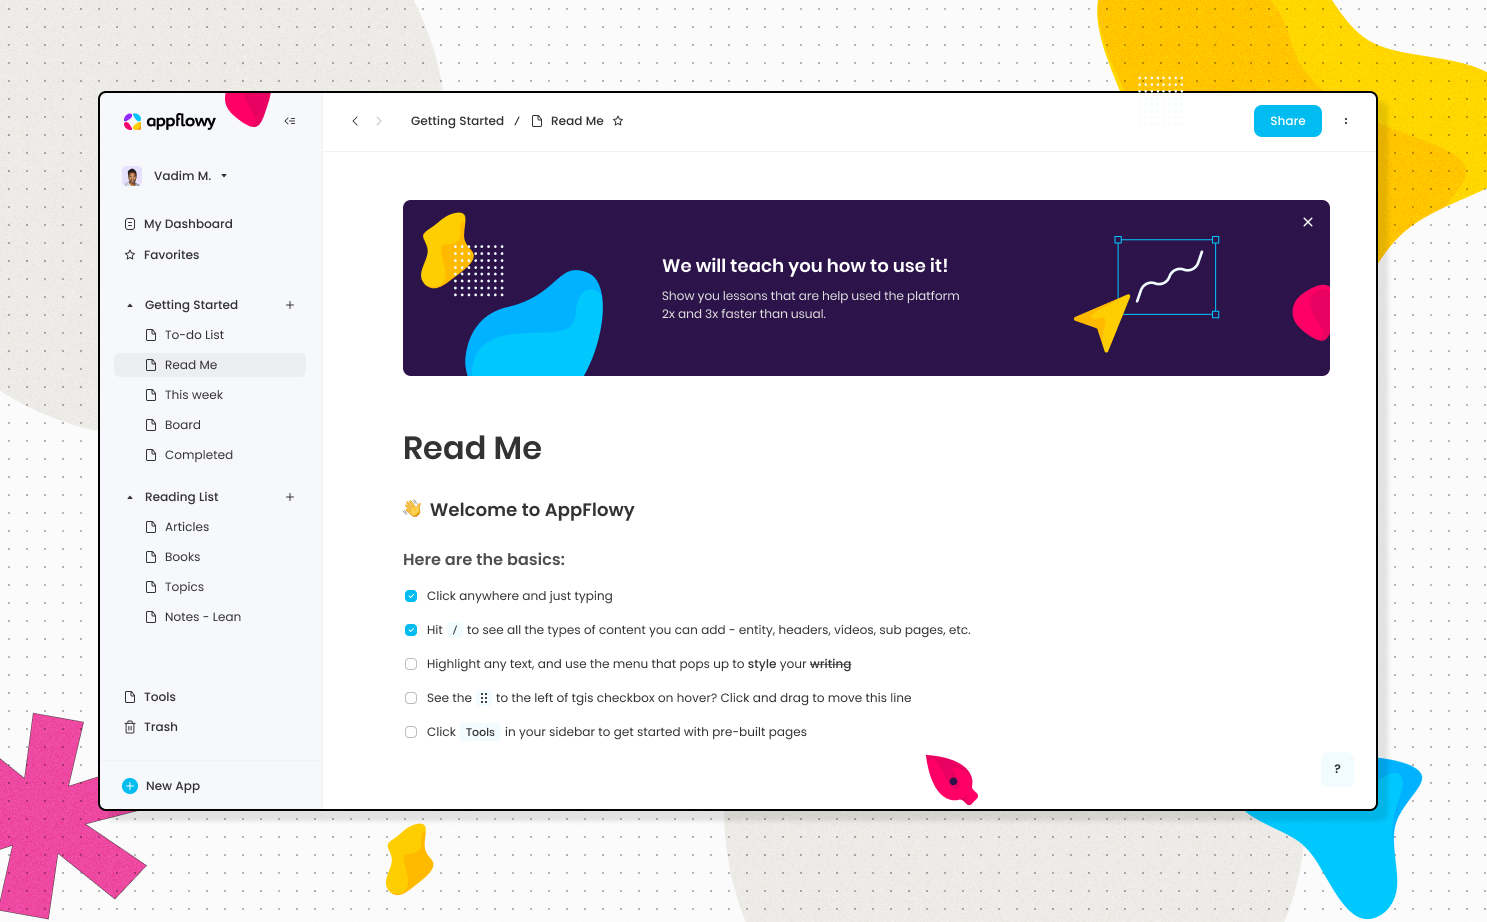 appflowy
Vadim M.
My Dashboard
Favorites
Getting Started
To-do List
Read Me
This week
Board
Completed
Reading List
Articles
Books
Topics
Notes - Lean
Tools
Trash
New App
Getting Started / Read Me
Share
We will teach you how to use it!
Show you lessons that are help used the platform
2x and 3x faster than usual.
Read Me
👋 Welcome to AppFlowy
Here are the basics:
Click anywhere and just typing
Hit / to see all the types of content you can add - entity, headers, videos, sub pages, etc.
Highlight any text, and use the menu that pops up to style your writing
See the ⠿ to the left of tgis checkbox on hover? Click and drag to move this line
Click Tools in your sidebar to get started with pre-built pages
?